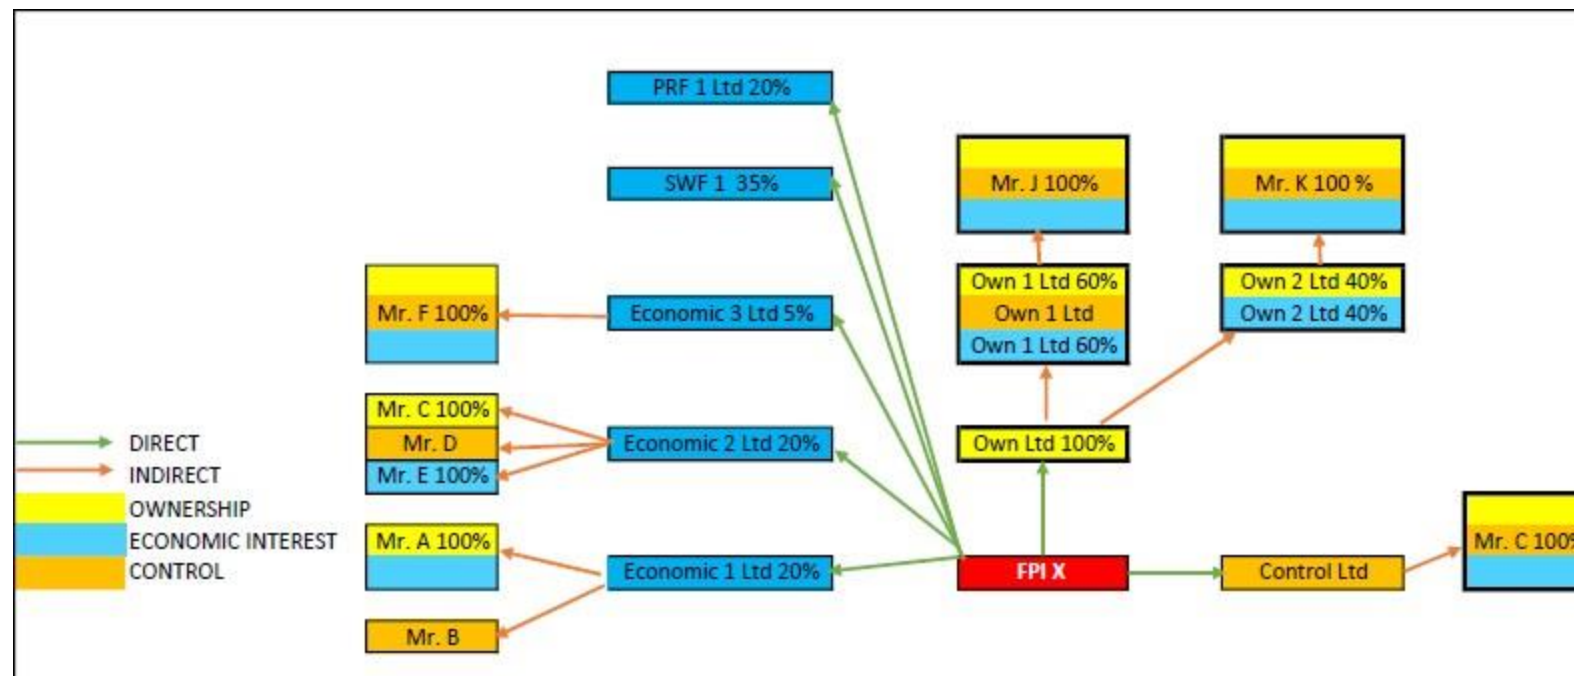 PRF 1 Ltd 20%
SWF 1 35%
Mr. J 100%
Mr. K 100 %
Own 1 Ltd 60%
Own 1 Ltd
Own 1 Ltd 60%
Own 2 Ltd 40%
Own 2 Ltd 40%
Mr. F 100%
Economic 3 Ltd 5%
Mr. C 100%
Mr. D
Mr. E 100%
Economic 2 Ltd 20%
Own Ltd 100%
DIRECT
INDIRECT
OWNERSHIP
ECONOMIC INTEREST
CONTROL
Mr. A 100%
Economic 1 Ltd 20%
FPI X
Control Ltd
Mr. C 100%
Mr. B